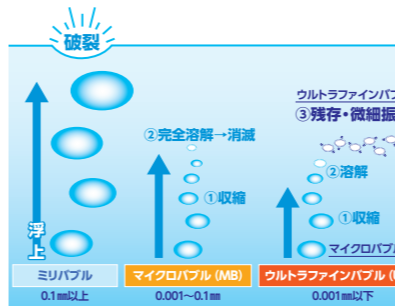 破裂
浮上
ウルトラファインバブ
③残存・微細振
②完全溶解→消滅
②溶解
①収縮
①収縮
マイクロバブル
ミリバブル
マイクロバブル (MB)
ウルトラファインバブル (U
0.1㎜以上
0.001～0.1㎜
0.001㎜以下